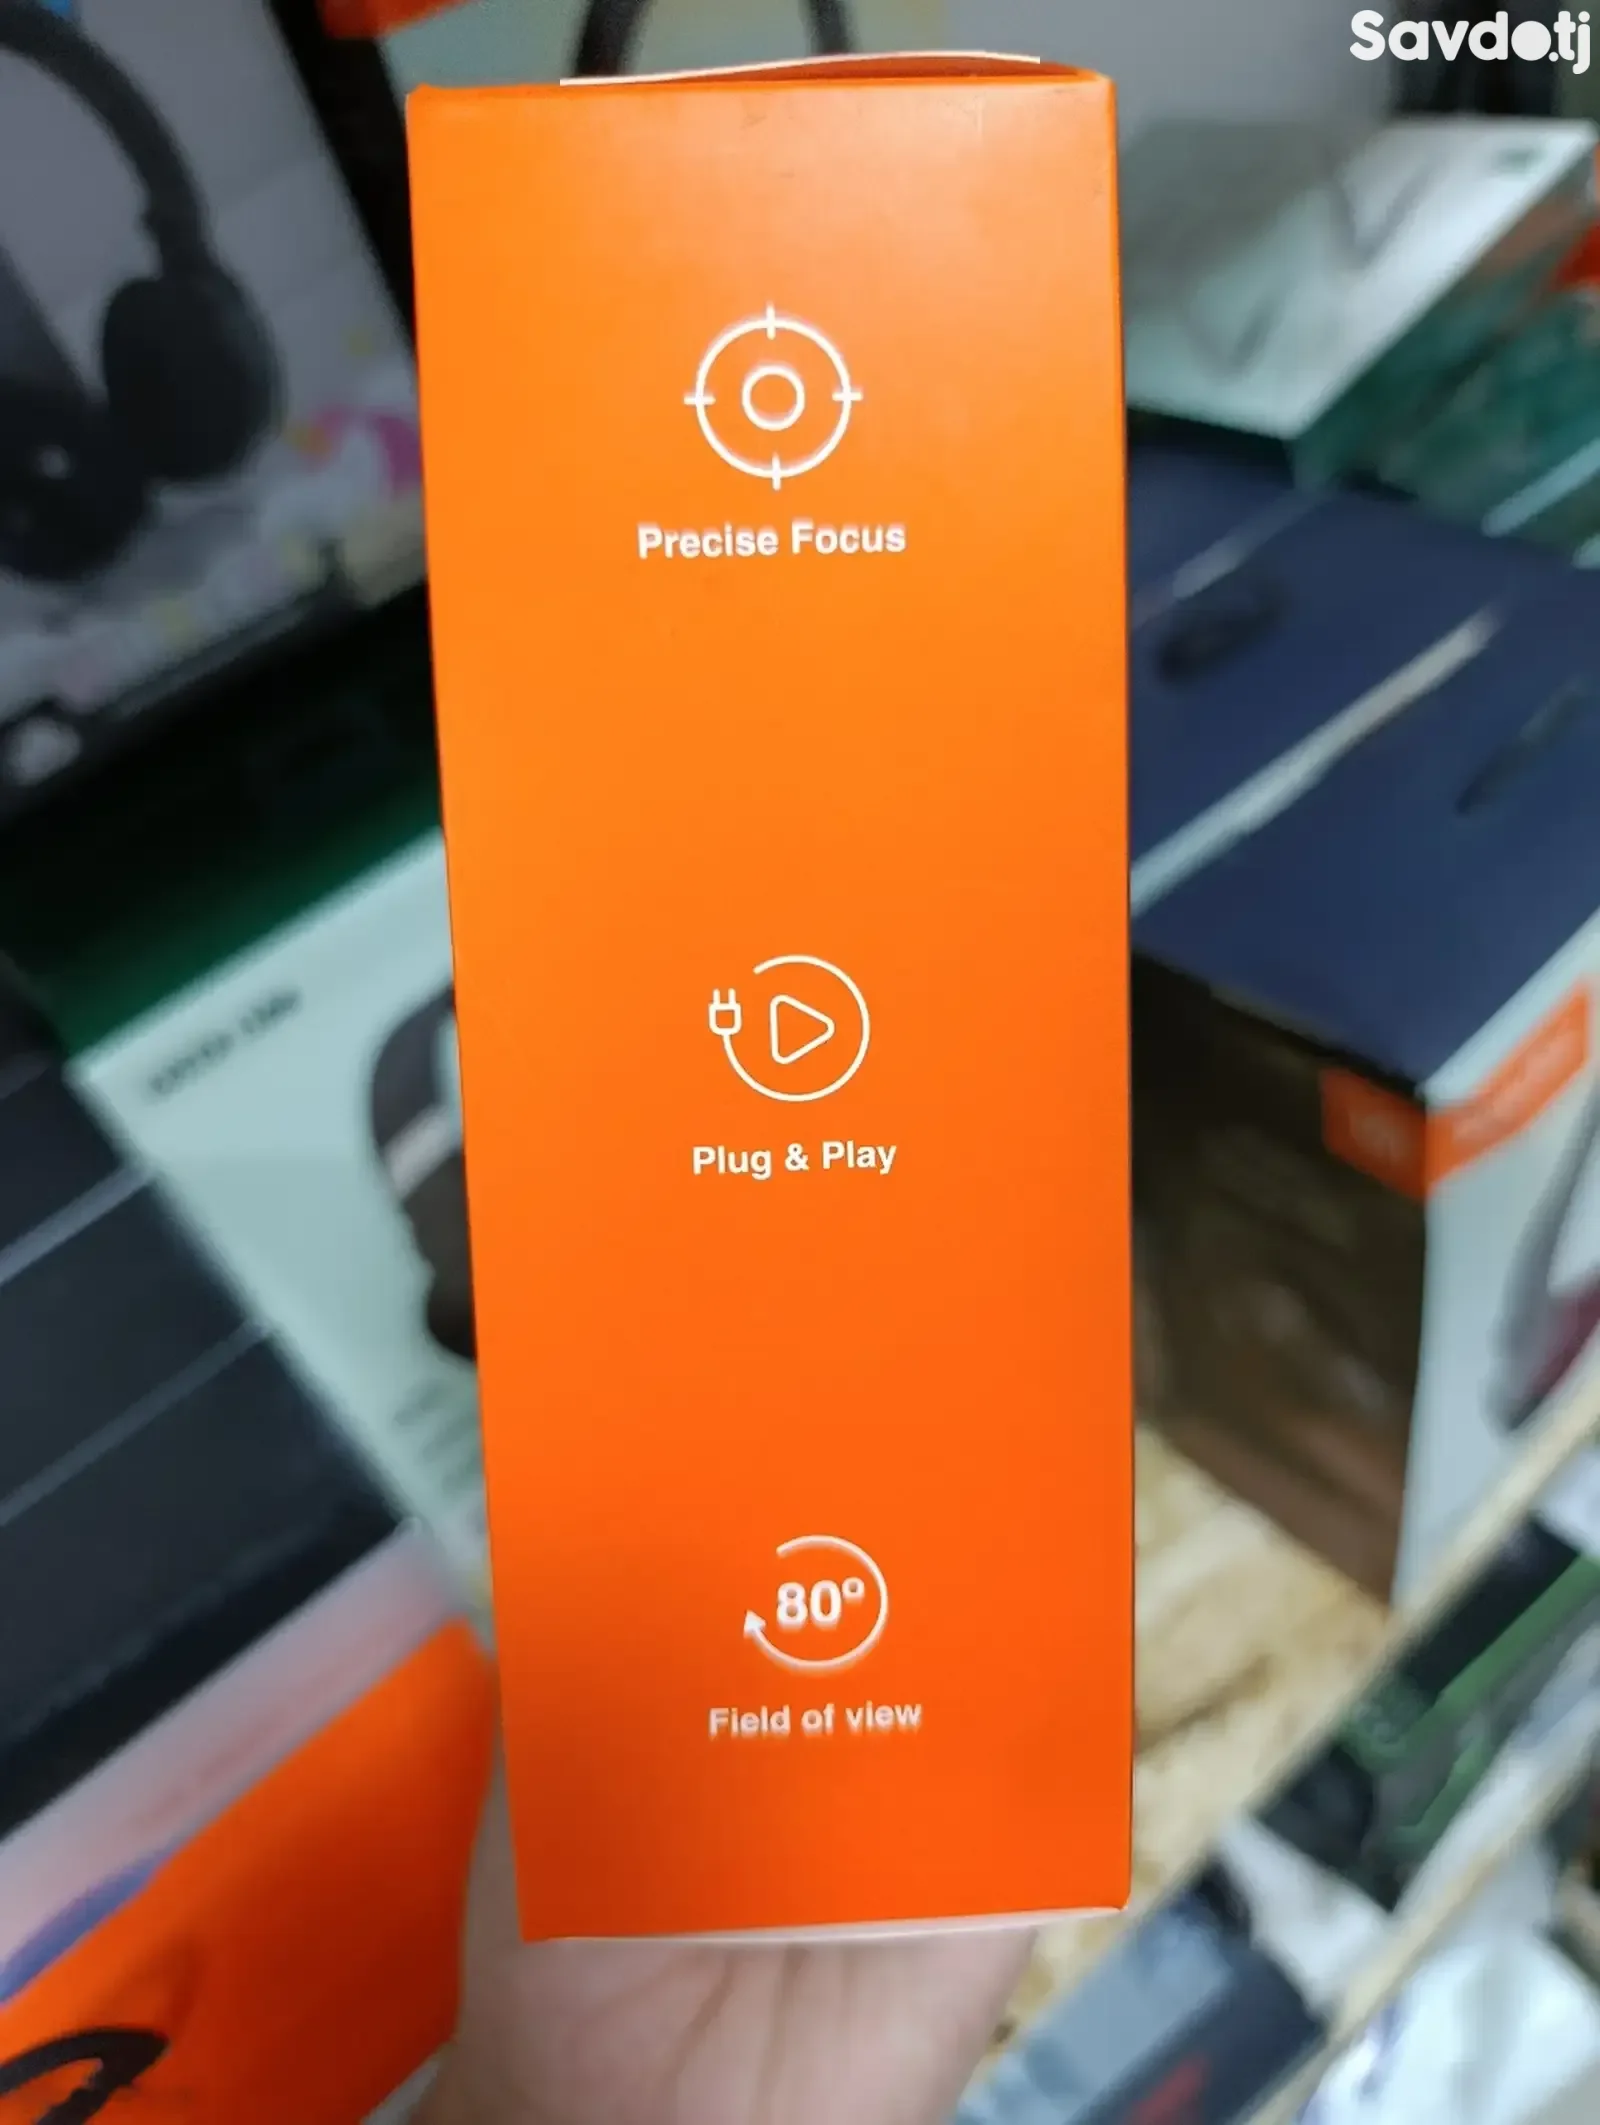 Savdo.tj
Precise Focus
Plug & Play
80°
Field of view